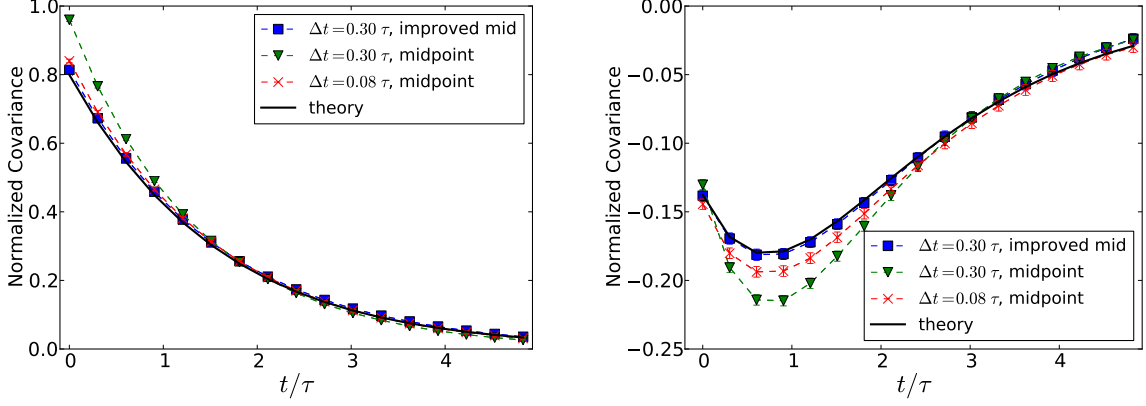 Normalized Covariance
1.0
0.8
0.6
0.4
0.2
0.0
0 1 2 3 4
t/τ
Δt=0.30 τ, improved mid
Δt=0.30 τ, midpoint
Δt=0.08 τ, midpoint
theory
Normalized Covariance
−0.00
−0.05
−0.10
−0.15
−0.20
−0.25
0 1 2 3 4
t/τ
Δt=0.30 τ, improved mid
Δt=0.30 τ, midpoint
Δt=0.08 τ, midpoint
theory